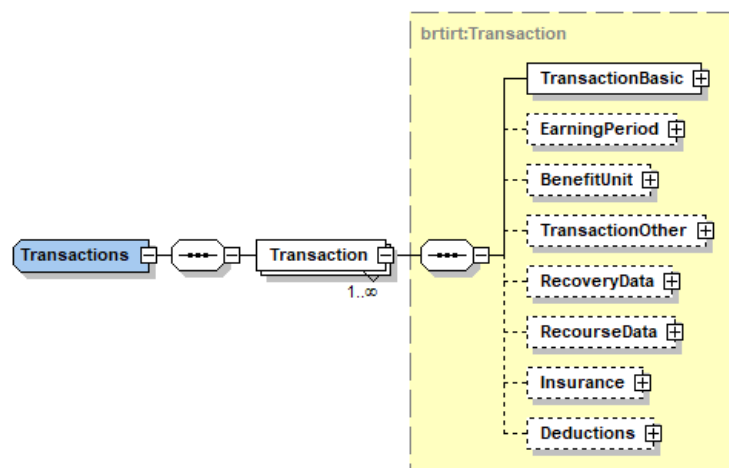 brtirt:Transaction
TransactionBasic
EarningPeriod
BenefitUnit
Transactions
Transaction
TransactionOther
1..∞
RecoveryData
RecourseData
Insurance
Deductions